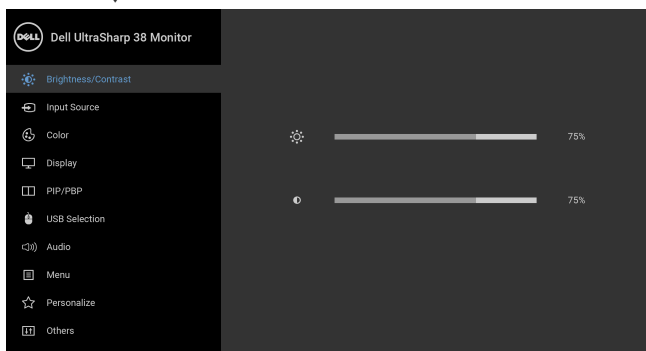 DELL Dell UltraSharp 38 Monitor
Brightness/Contrast
Input Source
Color
75%
Display
PIP/PBP
75%
USB Selection
Audio
Menu
Personalize
Others